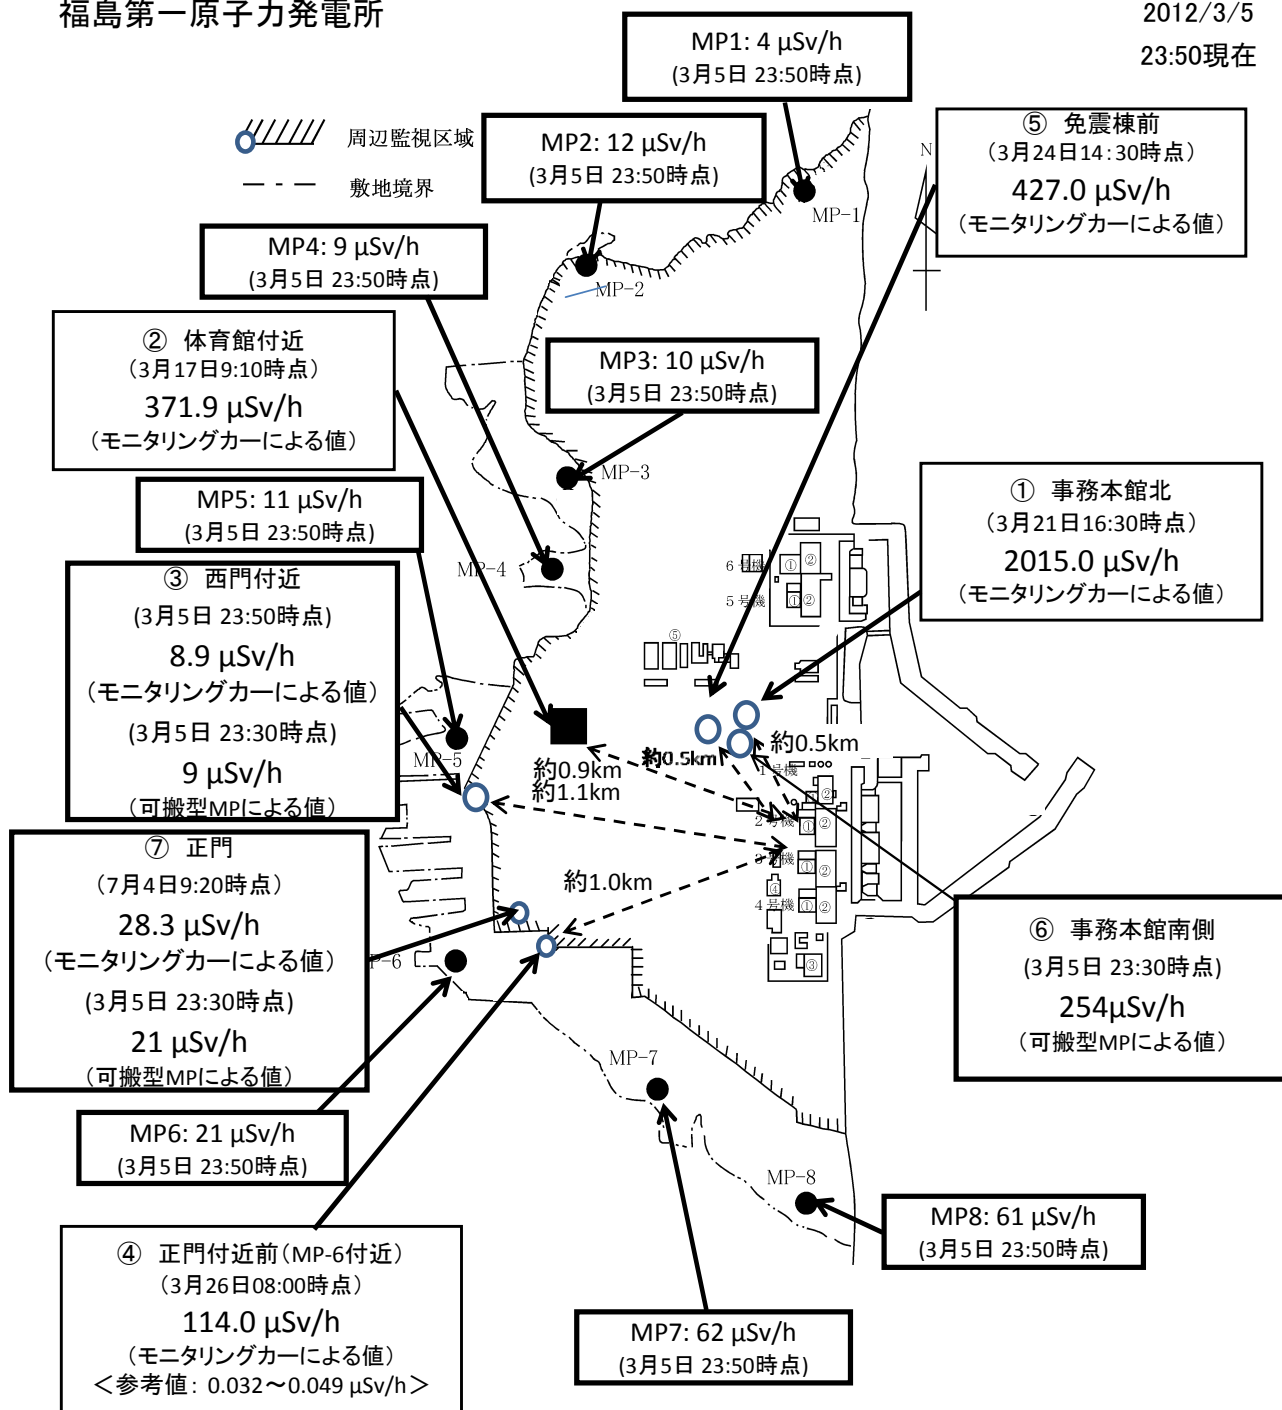 福島第一原子力発電所
2012/3/5
23:50現在
周辺監視区域
敷地境界
MP1: 4 μSv/h
(3月5日 23:50時点)
MP2: 12 μSv/h
(3月5日 23:50時点)
⑤ 免震棟前
(3月24日14:30時点)
427.0 μSv/h
(モニタリングカーによる値)
N
MP-1
MP4: 9 μSv/h
(3月5日 23:50時点)
MP-2
② 体育館付近
(3月17日9:10時点)
371.9 μSv/h
(モニタリングカーによる値)
MP3: 10 μSv/h
(3月5日 23:50時点)
MP-3
MP5: 11 μSv/h
(3月5日 23:50時点)
① 事務本館北
(3月21日16:30時点)
2015.0 μSv/h
(モニタリングカーによる値)
MP-4
6号機
① ②
5号機
① ②
③ 西門付近
(3月5日 23:50時点)
8.9 μSv/h
(モニタリングカーによる値)
(3月5日 23:30時点)
9 μSv/h
(可搬型MPによる値)
⑤
MP-5
約0.9km
約1.1km
約0.5km
約0.5km
1号機
②
2号機
① ②
3号機
① ②
④
4号機
① ②
③
約1.0km
⑦ 正門
(7月4日9:20時点)
28.3 μSv/h
(モニタリングカーによる値)
(3月5日 23:30時点)
21 μSv/h
(可搬型MPによる値)
P-6
⑥ 事務本館南側
(3月5日 23:30時点)
254μSv/h
(可搬型MPによる値)
MP-7
MP6: 21 μSv/h
(3月5日 23:50時点)
MP-8
MP8: 61 μSv/h
(3月5日 23:50時点)
④ 正門付近前(MP-6付近)
(3月26日08:00時点)
114.0 μSv/h
(モニタリングカーによる値)
<参考値: 0.032~0.049 μSv/h>
MP7: 62 μSv/h
(3月5日 23:50時点)